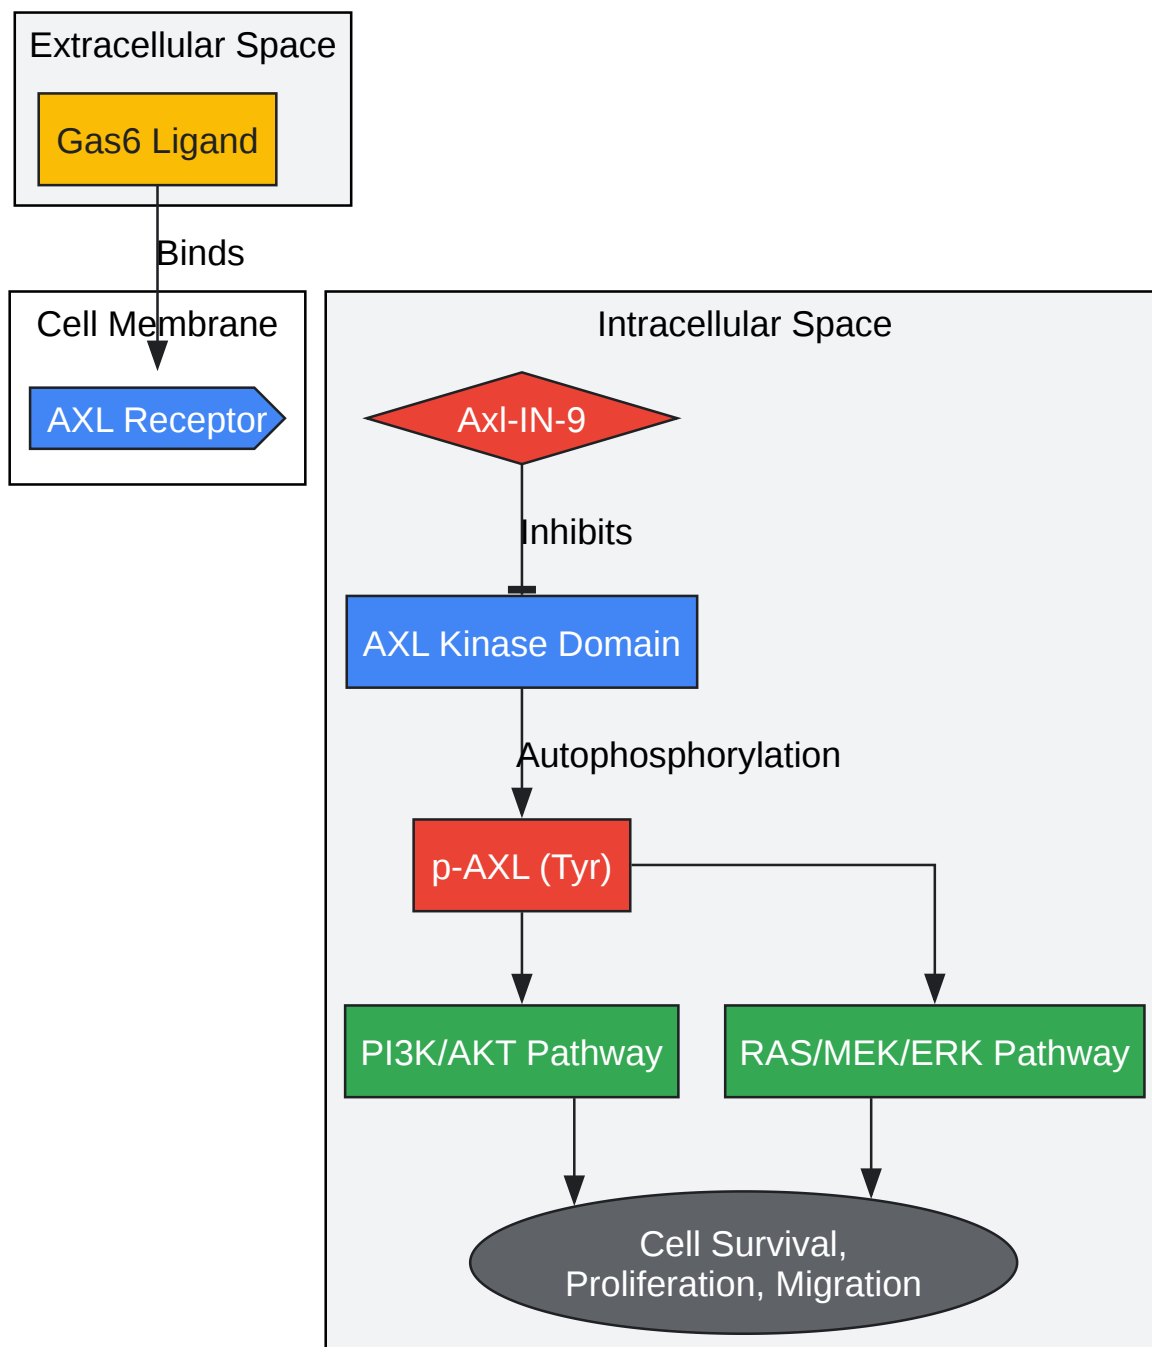 Extracellular Space
Gas6 Ligand
Binds
Cell Membrane
AXL Receptor
Intracellular Space
Axl-IN-9
Inhibits
AXL Kinase Domain
Autophosphorylation
p-AXL (Tyr)
PI3K/AKT Pathway
RAS/MEK/ERK Pathway
Cell Survival,
Proliferation, Migration